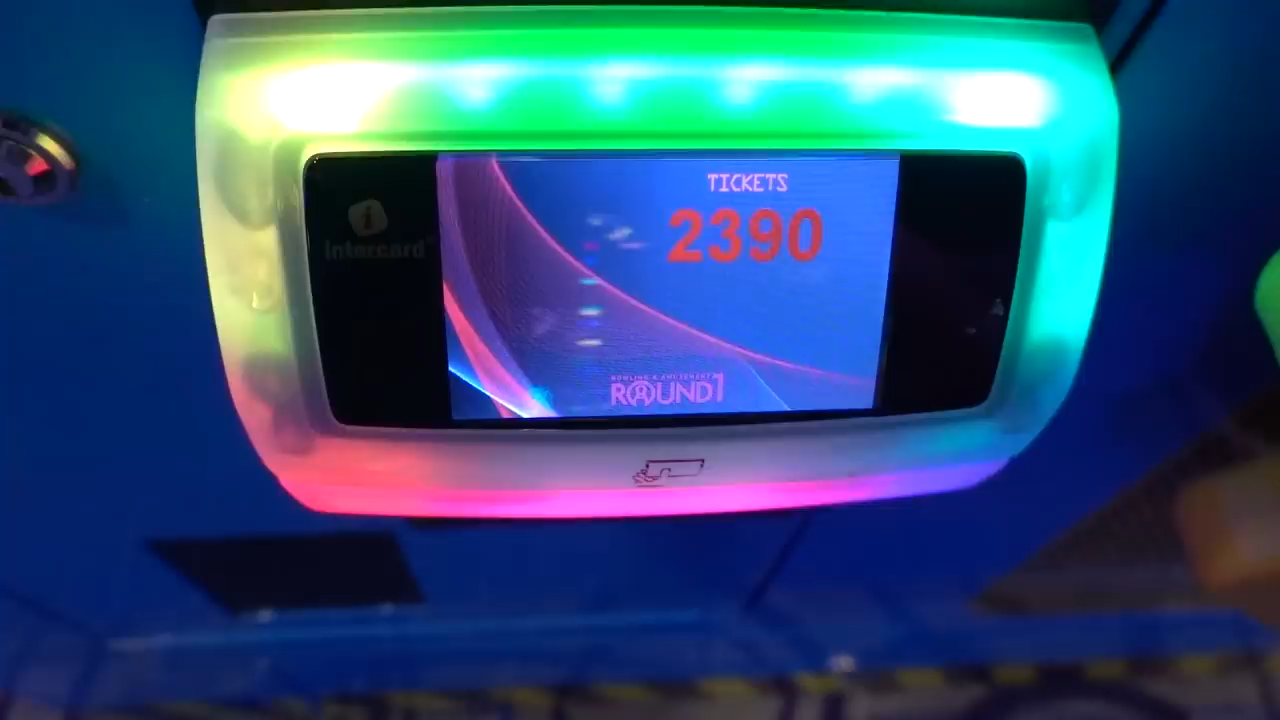 TICKETS
2390
intercard
BOWLING & AMUSEMENT
ROUND1